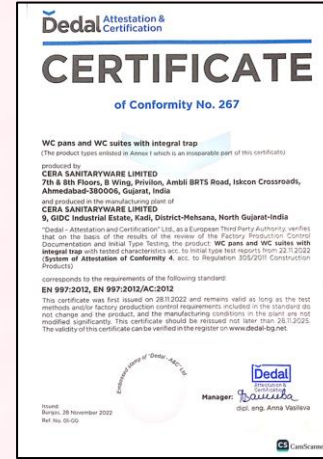 Dedal Attestation &
Certification
CERTIFICATE
of Conformity No. 267
WC pans and WC suites with integral trap
(The product types enlisted in Annex I which is an inseparable part of this certificate)
produced by
CERA SANITARYWARE LIMITED
7th & 8th Floors, B Wing, Privilon, Ambli BRTS Road, Iskcon Crossroads,
Ahmedabad-380006, Gujarat, India
and produced in the manufacturing plant of
CERA SANITARYWARE LIMITED
9, GIDC Industrial Estate, Kadi, District-Mehsana, North Gujarat-India
"Dedal - Attestation and Certification" Ltd, as a European Third Party Authority, verifies
that on the basis of the results of the review of the Factory Production Control
Documentation and Initial Type Testing, the product: WC pans and WC suites with
integral trap with tested characteristics acc. to Initial type test reports from 22.11.2022
(System of Attestation of Conformity 4, acc. to Regulation 305/2011 Construction
Products)
corresponds to the requirements of the following standard:
EN 997:2012, EN 997:2012/AC:2012
This certificate was first issued on 28.11.2022 and remains valid as long as the test
methods and/or factory production control requirements included in the standard do
not change and the product, and the manufacturing conditions in the plant are not
modified significantly. This certificate should be reissued not later than 28.11.2025.
The validity of this certificate can be verified in the register on www.dedal-bg.net
Embossed stamp of "Dedal - A&C" Ltd
Dedal
Attestation &
Certification
Manager:
dipl. eng. Anna Vasileva
Issued:
Burgas, 28 November 2022
Ref. No. 01-GG
CS CamScanner